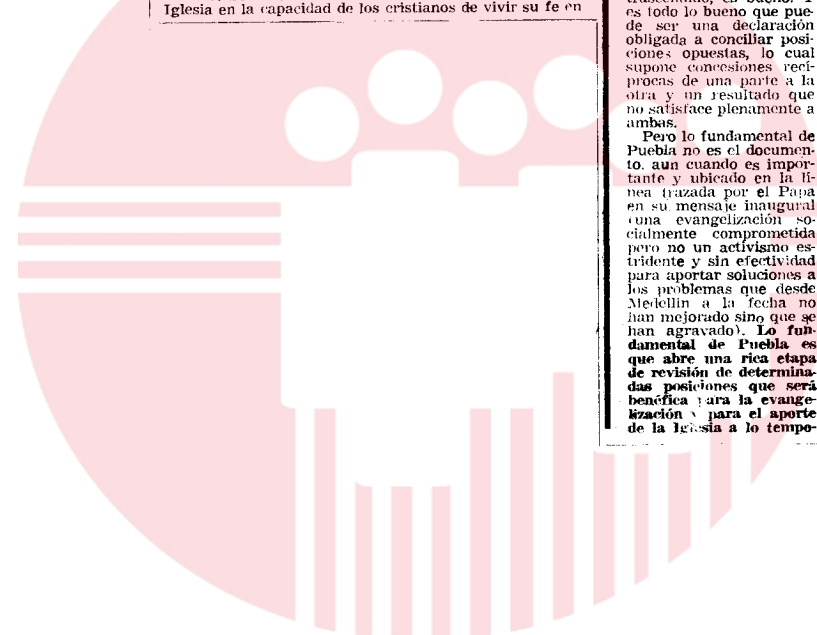 Iglesia en la capacidad de los cristianos de vivir su fe en
es todo lo bueno que pue-
de ser una declaración
obligada a conciliar posi-
ciones opuestas, lo cual
supone concesiones recí-
procas de una parte a la
otra y un resultado que
no satisface plenamente a
ambas.
Pero lo fundamental de
Puebla no es el documen-
to, aun cuando es impor-
tante y ubicado en la lí-
nea trazada por el Papa
en su mensaje inaugural
(una evangelización so-
cialmente comprometida
pero no un activismo es-
tridente y sin efectividad
para aportar soluciones a
los problemas que desde
Medellín a la fecha no
han mejorado sino que se
han agravado). Lo fun-
damental de Puebla es
que abre una rica etapa
de revisión de determina-
das posiciones que será
benéfica para la evange-
lización y para el aporte
de la Iglesia a lo tempo-